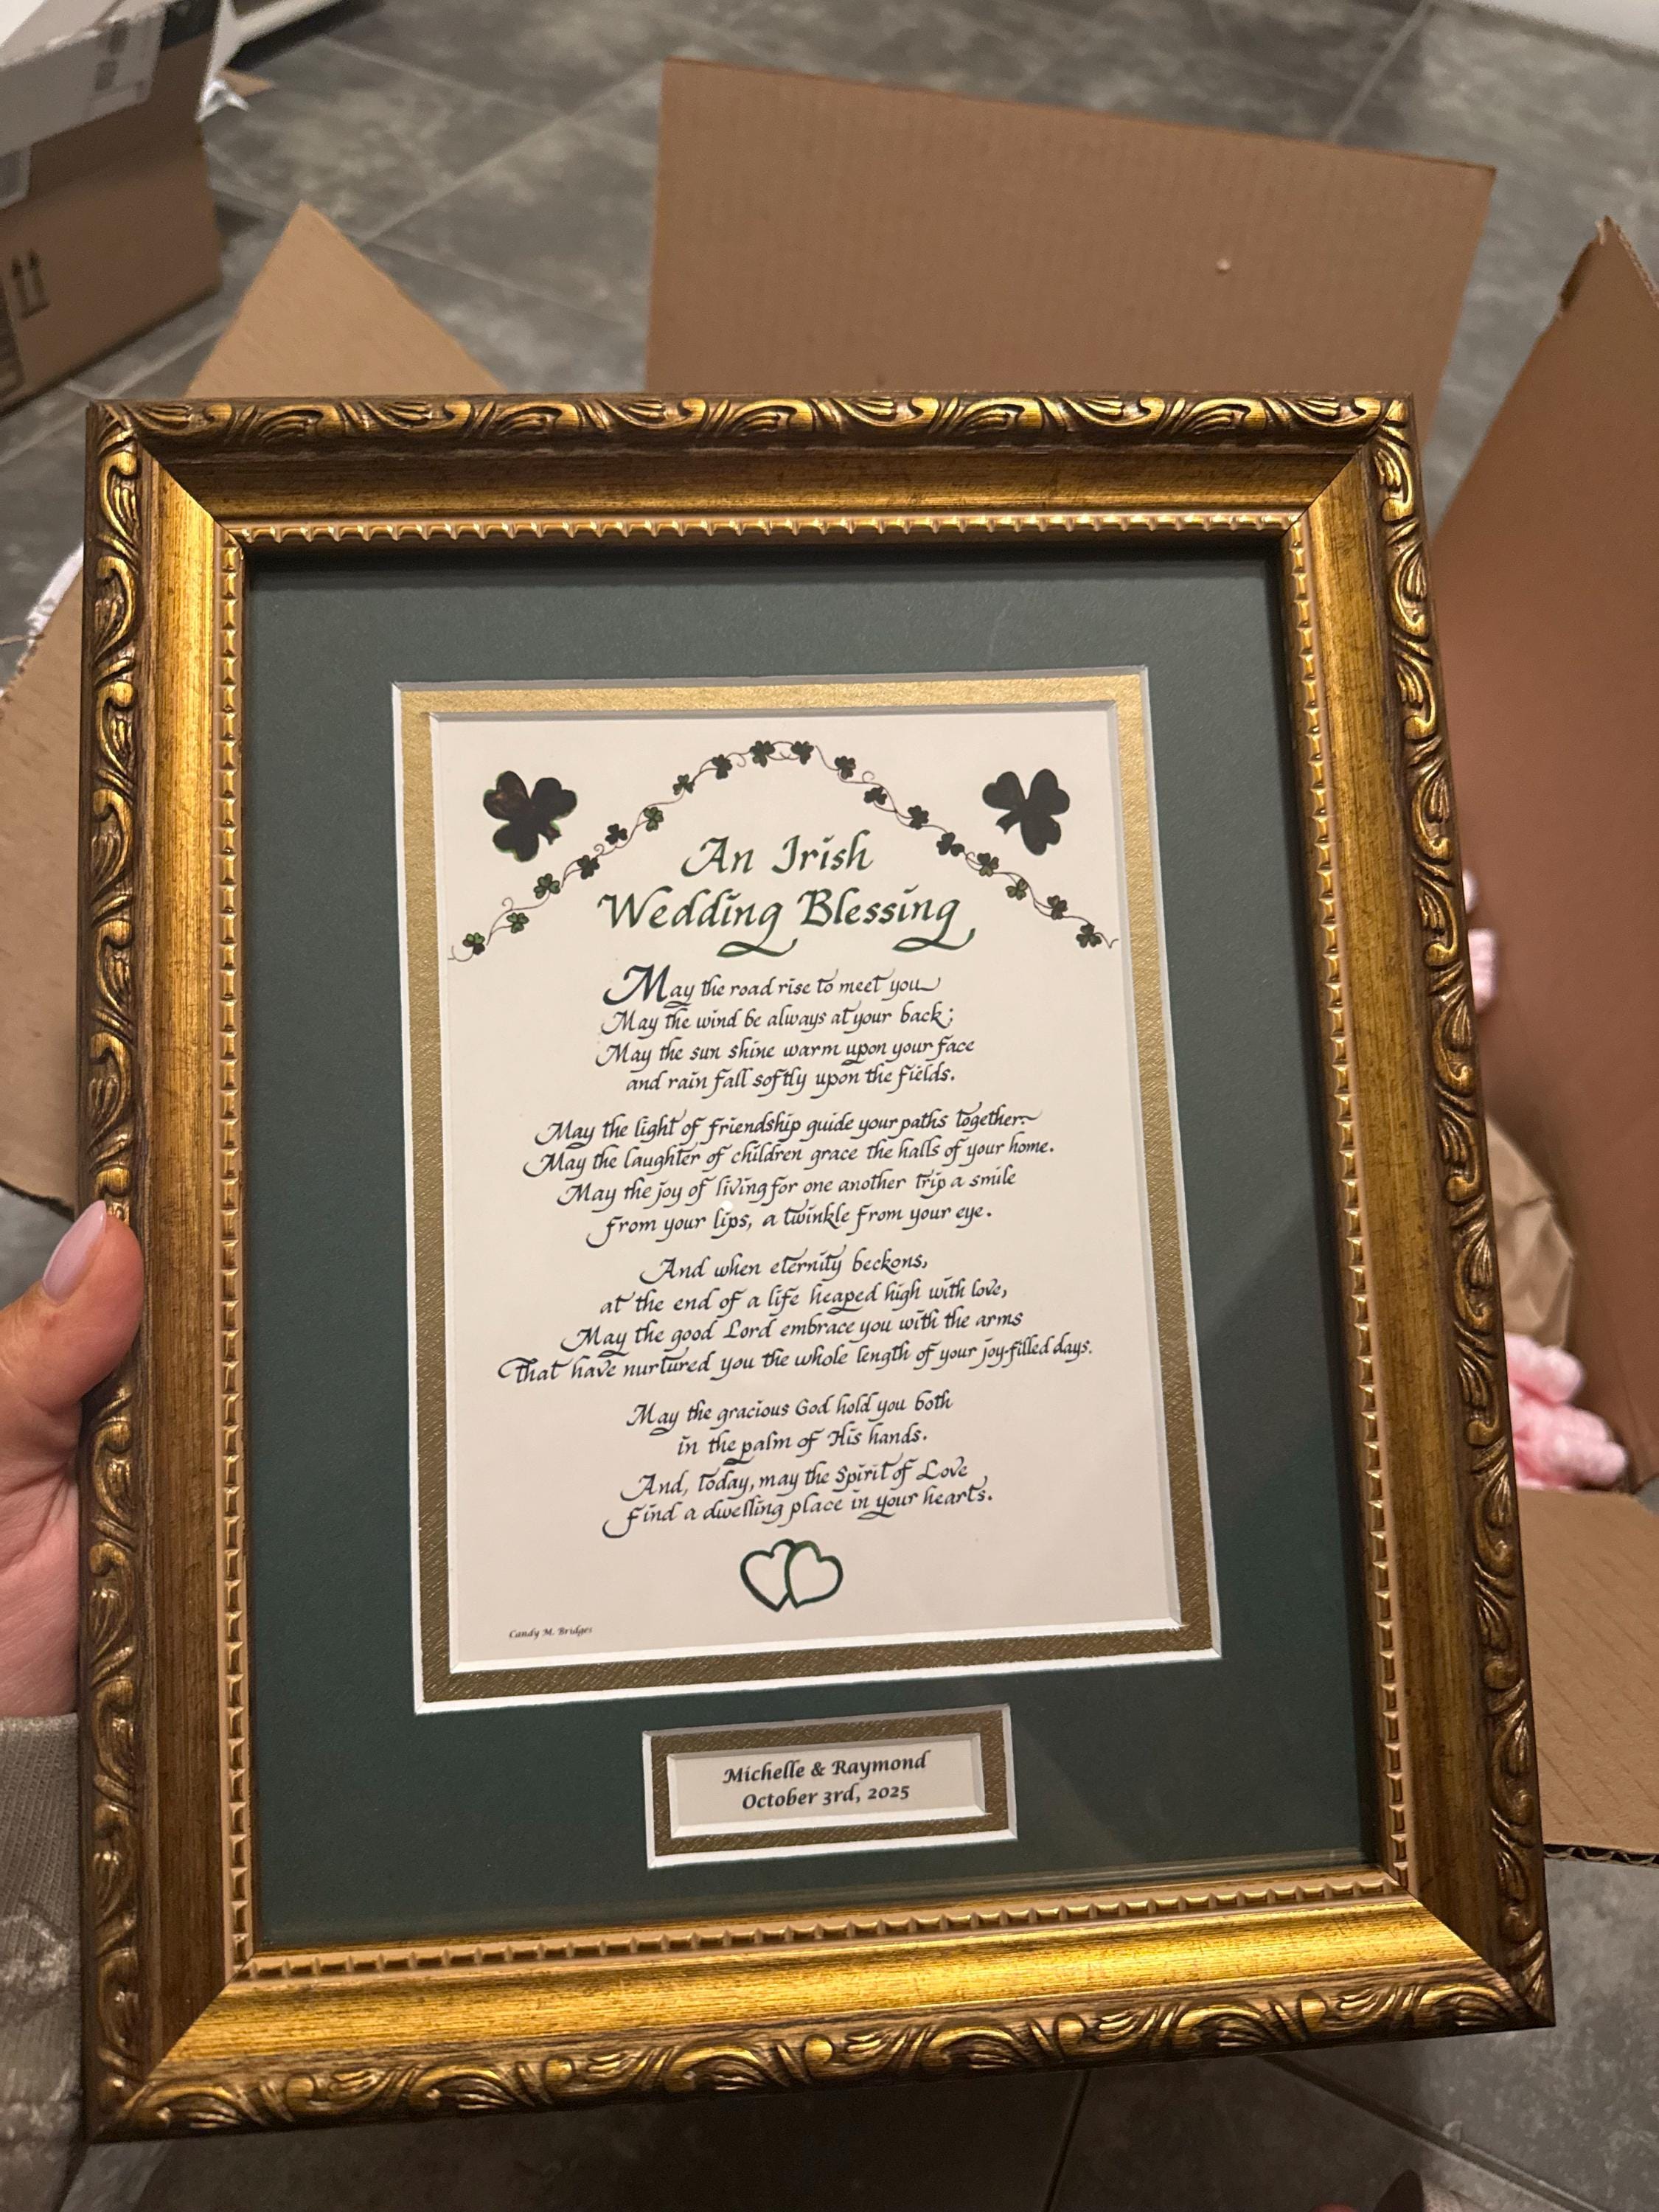 An Irish
Wedding Blessing
May the road rise to meet you
May the wind be always at your back;
May the sun shine warm upon your face
and rain fall softly upon the fields.
May the light of friendship guide your paths together.
May the laughter of children grace the halls of your home.
May the joy of living for one another trip a smile
from your lips, a twinkle from your eye.
And when eternity beckons,
at the end of a life heaped high with love,
May the good Lord embrace you with the arms
That have nurtured you the whole length of your joy-filled days.
May the gracious God hold you both
in the palm of His hands.
And, today, may the Spirit of Love
Find a dwelling place in your hearts.
Candy M. Bridges
Michelle & Raymond
October 3rd, 2025